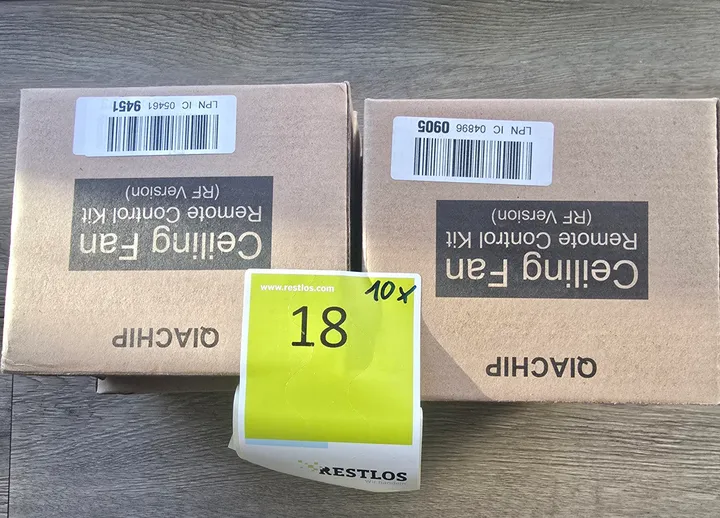 LPN IC 05461 9451
Ceiling Fan
Remote Control Kit
(RF Version)
QIACHIP
LPN IC 04896 0905
Ceiling Fan
Remote Control Kit
(RF Version)
QIACHIP
www.restlos.com
10x
18
RESTLOS